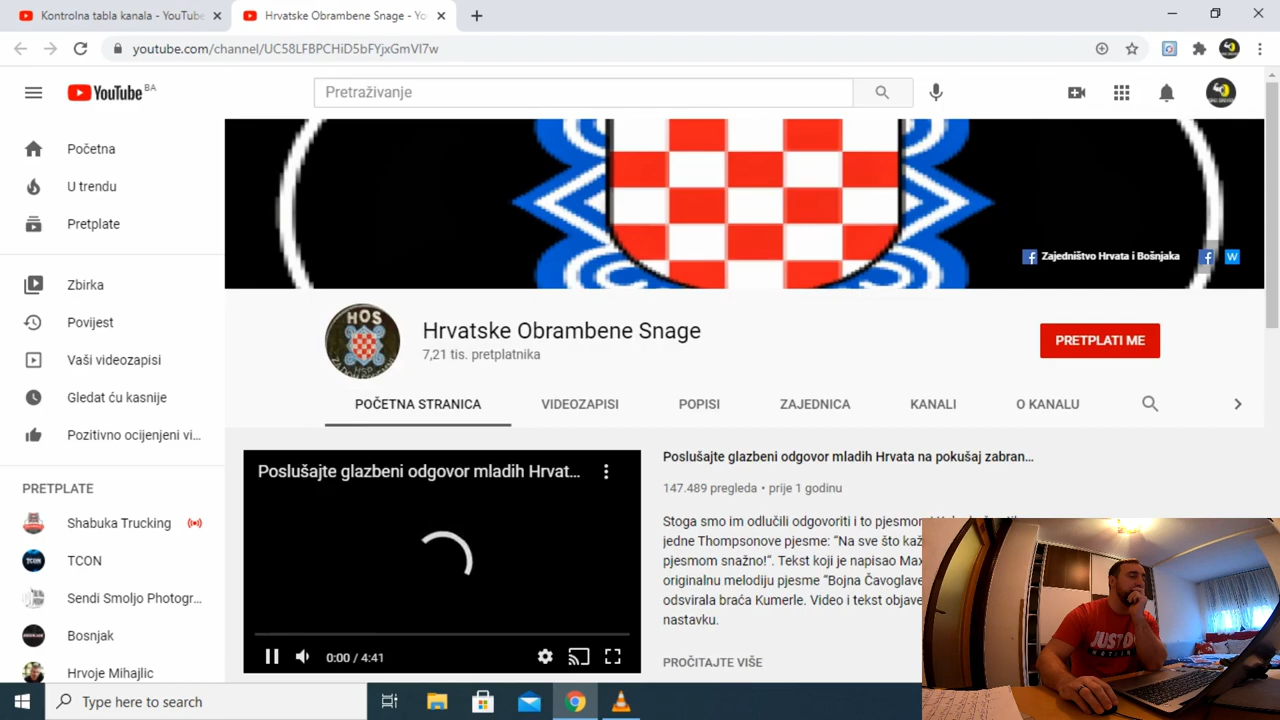 Kontrolna tabla kanala - YouTube
Hrvatske Obrambene Snage - Yo
youtube.com/channel/UC58LFBPCHiD5bFYjxGmVl7w
YouTube BA
Pretraživanje
Početna
U trendu
Pretplate
Zbirka
Povijest
Vaši videozapisi
Gledat ću kasnije
Pozitivno ocijenjeni vi...
PRETPLATE
Shabuka Trucking
TCON
Sendi Smoljo Photogr...
Bosnjak
Hrvoje Mihajlic
Zajedništvo Hrvata i Bošnjaka
W
HOS
Hrvatske Obrambene Snage
7,21 tis. pretplatnika
PRETPLATI ME
POČETNA STRANICA
VIDEOZAPISI
POPISI
ZAJEDNICA
KANALI
O KANALU
Poslušajte glazbeni odgovor mladih Hrvat...
0:00 / 4:41
Poslušajte glazbeni odgovor mladih Hrvata na pokušaj zabran...
147.489 pregleda • prije 1 godinu
Stoga smo im odlučili odgovoriti i to pjesmom
jedne Thompsonove pjesme: “Na sve što kaž
pjesmom snažno!”. Tekst koji je napisao Max
originalnu melodiju pjesme “Bojna Čavoglave
odsvirala braća Kumerle. Video i tekst objave
nastavku.
PROČITAJTE VIŠE
JUST DO
Type here to search